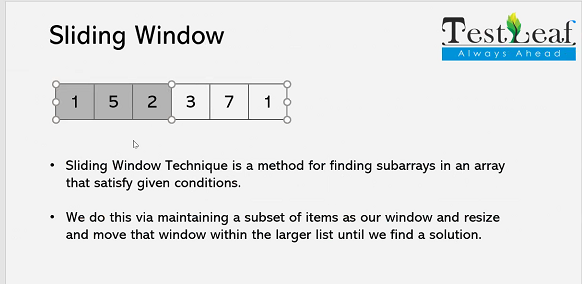 Sliding Window
TestLeaf
Always Ahead
1 5 2 3 7 1
• Sliding Window Technique is a method for finding subarrays in an array
that satisfy given conditions.
• We do this via maintaining a subset of items as our window and resize
and move that window within the larger list until we find a solution.